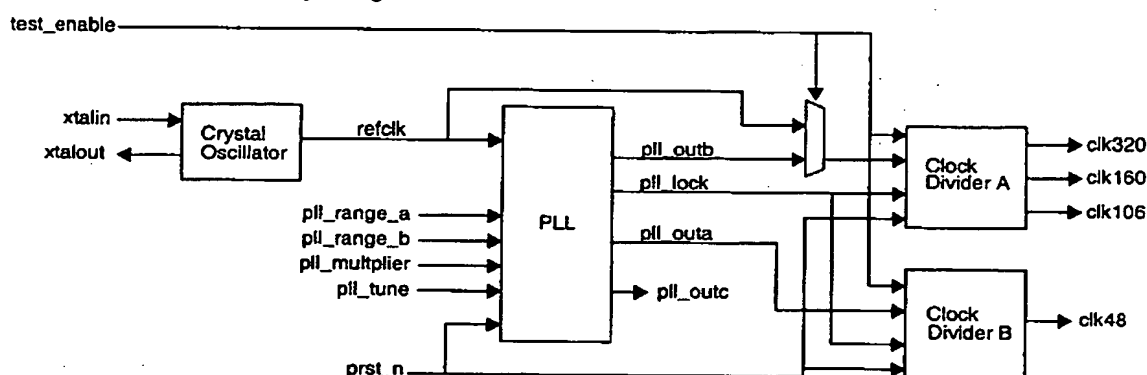 test_enable
xtalin
xtalout
Crystal
Oscillator
refclk
pll_range_a
pll_range_b
pll_multplier
pll_tune
prst_n
PLL
pll_outb
pll_lock
pll_outa
pll_outc
Clock
Divider A
clk320
clk160
clk106
Clock
Divider B
clk48